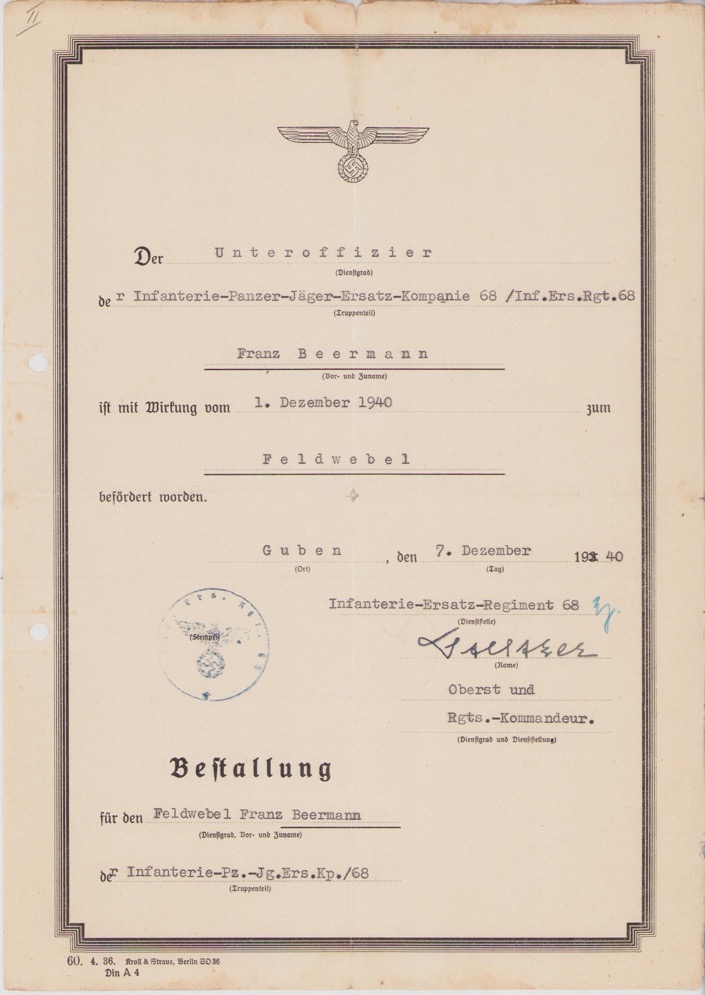 II
Der Unteroffizier
(Dienstgrad)
der Infanterie-Panzer-Jäger-Ersatz-Kompanie 68 /Inf.Ers.Rgt.68
(Truppenteil)
Franz Beermann
(Vor- und Zuname)
ist mit Wirkung vom 1. Dezember 1940 zum
Feldwebel
befördert worden.
Guben, den 7. Dezember 193 40
(Ort) (Tag)
Infanterie-Ersatz-Regiment 68
(Dienststelle)
(Stempel)
(Name)
Oberst und
Rgts.-Kommandeur.
(Dienstgrad und Dienststellung)
Bestallung
für den Feldwebel Franz Beermann
(Dienstgrad, Vor- und Zuname)
der Infanterie-Pz.-Jg.Ers.Kp./68
(Truppenteil)
60. 4. 36. Kroll & Straus, Berlin SO 36
Din A 4